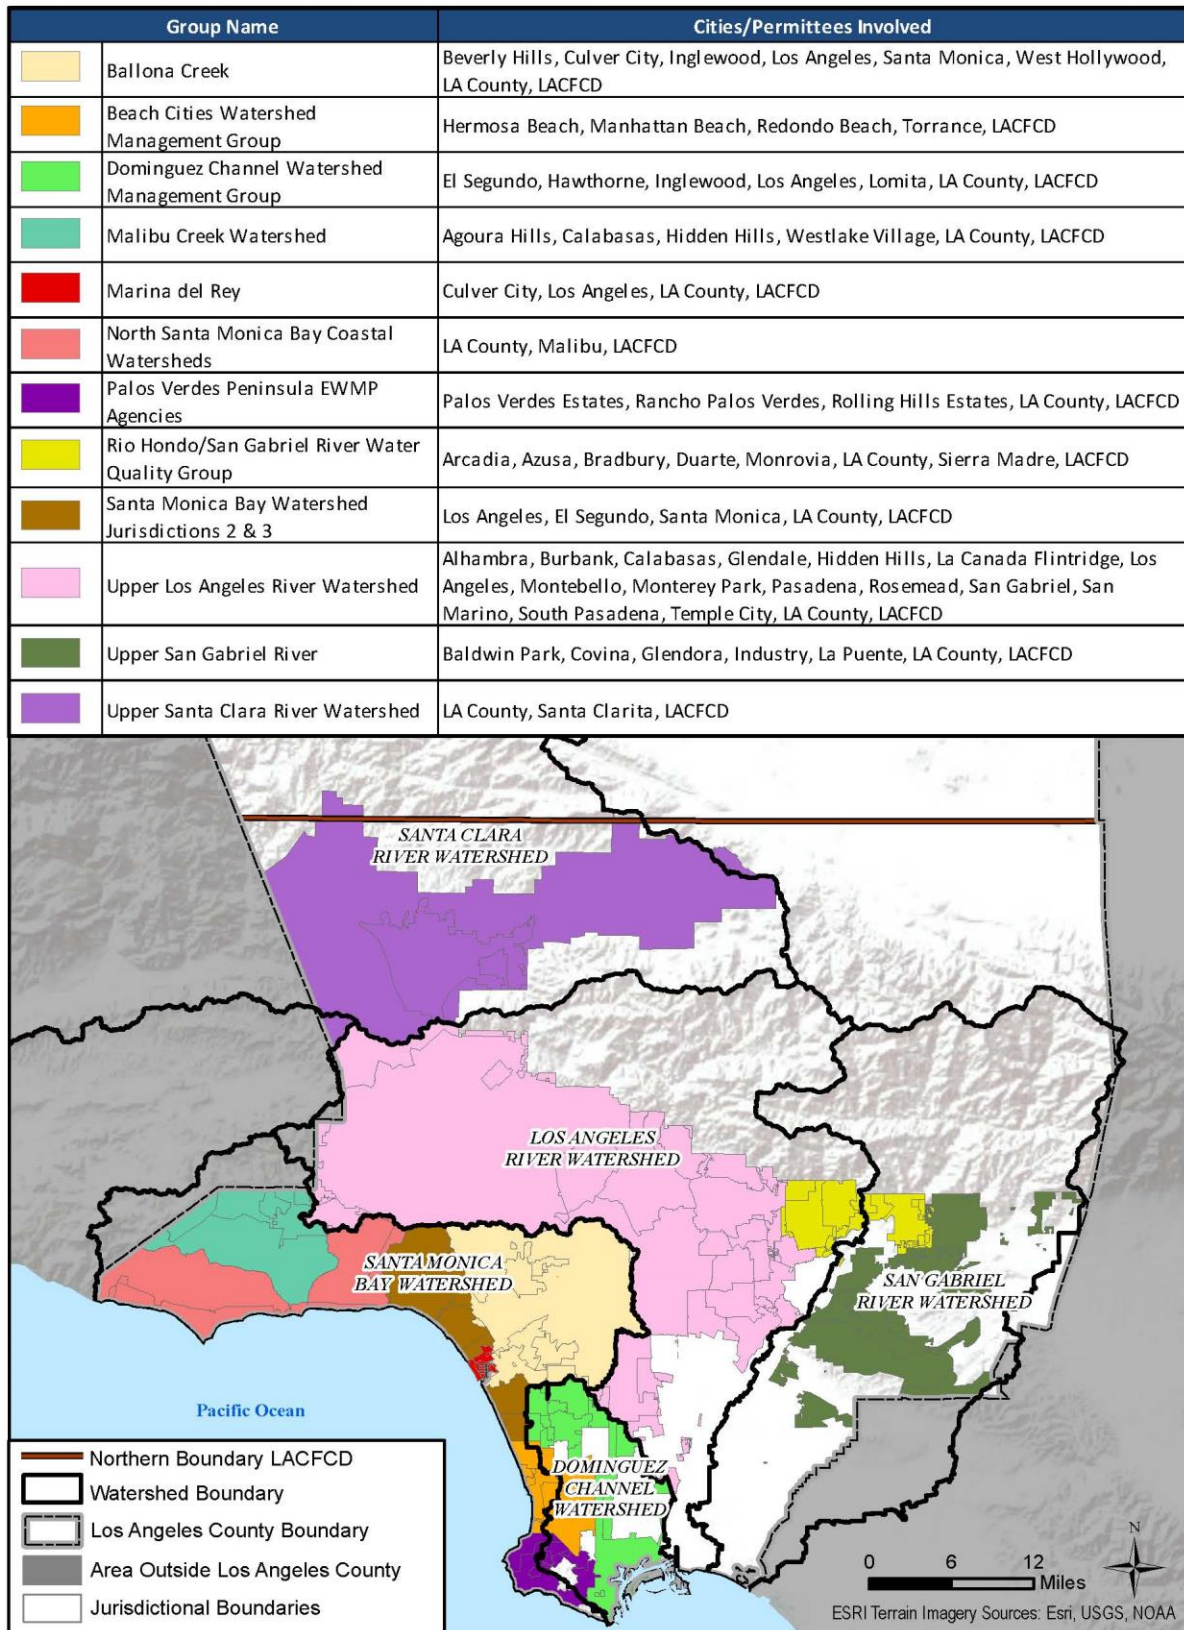 Group Name
Cities/Permittees Involved
Ballona Creek
Beverly Hills, Culver City, Inglewood, Los Angeles, Santa Monica, West Hollywood,
LA County, LACFCD
Beach Cities Watershed
Management Group
Hermosa Beach, Manhattan Beach, Redondo Beach, Torrance, LACFCD
Dominguez Channel Watershed
Management Group
El Segundo, Hawthorne, Inglewood, Los Angeles, Lomita, LA County, LACFCD
Malibu Creek Watershed
Agoura Hills, Calabasas, Hidden Hills, Westlake Village, LA County, LACFCD
Marina del Rey
Culver City, Los Angeles, LA County, LACFCD
North Santa Monica Bay Coastal
Watersheds
LA County, Malibu, LACFCD
Palos Verdes Peninsula EWMP
Agencies
Palos Verdes Estates, Rancho Palos Verdes, Rolling Hills Estates, LA County, LACFCD
Rio Hondo/San Gabriel River Water
Quality Group
Arcadia, Azusa, Bradbury, Duarte, Monrovia, LA County, Sierra Madre, LACFCD
Santa Monica Bay Watershed
Jurisdictions 2 & 3
Los Angeles, El Segundo, Santa Monica, LA County, LACFCD
Upper Los Angeles River Watershed
Alhambra, Burbank, Calabasas, Glendale, Hidden Hills, La Canada Flintridge, Los
Angeles, Montebello, Monterey Park, Pasadena, Rosemead, San Gabriel, San
Marino, South Pasadena, Temple City, LA County, LACFCD
Upper San Gabriel River
Baldwin Park, Covina, Glendora, Industry, La Puente, LA County, LACFCD
Upper Santa Clara River Watershed
LA County, Santa Clarita, LACFCD
SANTA CLARA
RIVER WATERSHED
LOS ANGELES
RIVER WATERSHED
SANTA MONICA
BAY WATERSHED
SAN GABRIEL
RIVER WATERSHED
Pacific Ocean
DOMINGUEZ
CHANNEL
WATERSHED
Northern Boundary LACFCD
Watershed Boundary
Los Angeles County Boundary
Area Outside Los Angeles County
Jurisdictional Boundaries
N
0 6 12
Miles
ESRI Terrain Imagery Sources: Esri, USGS, NOAA